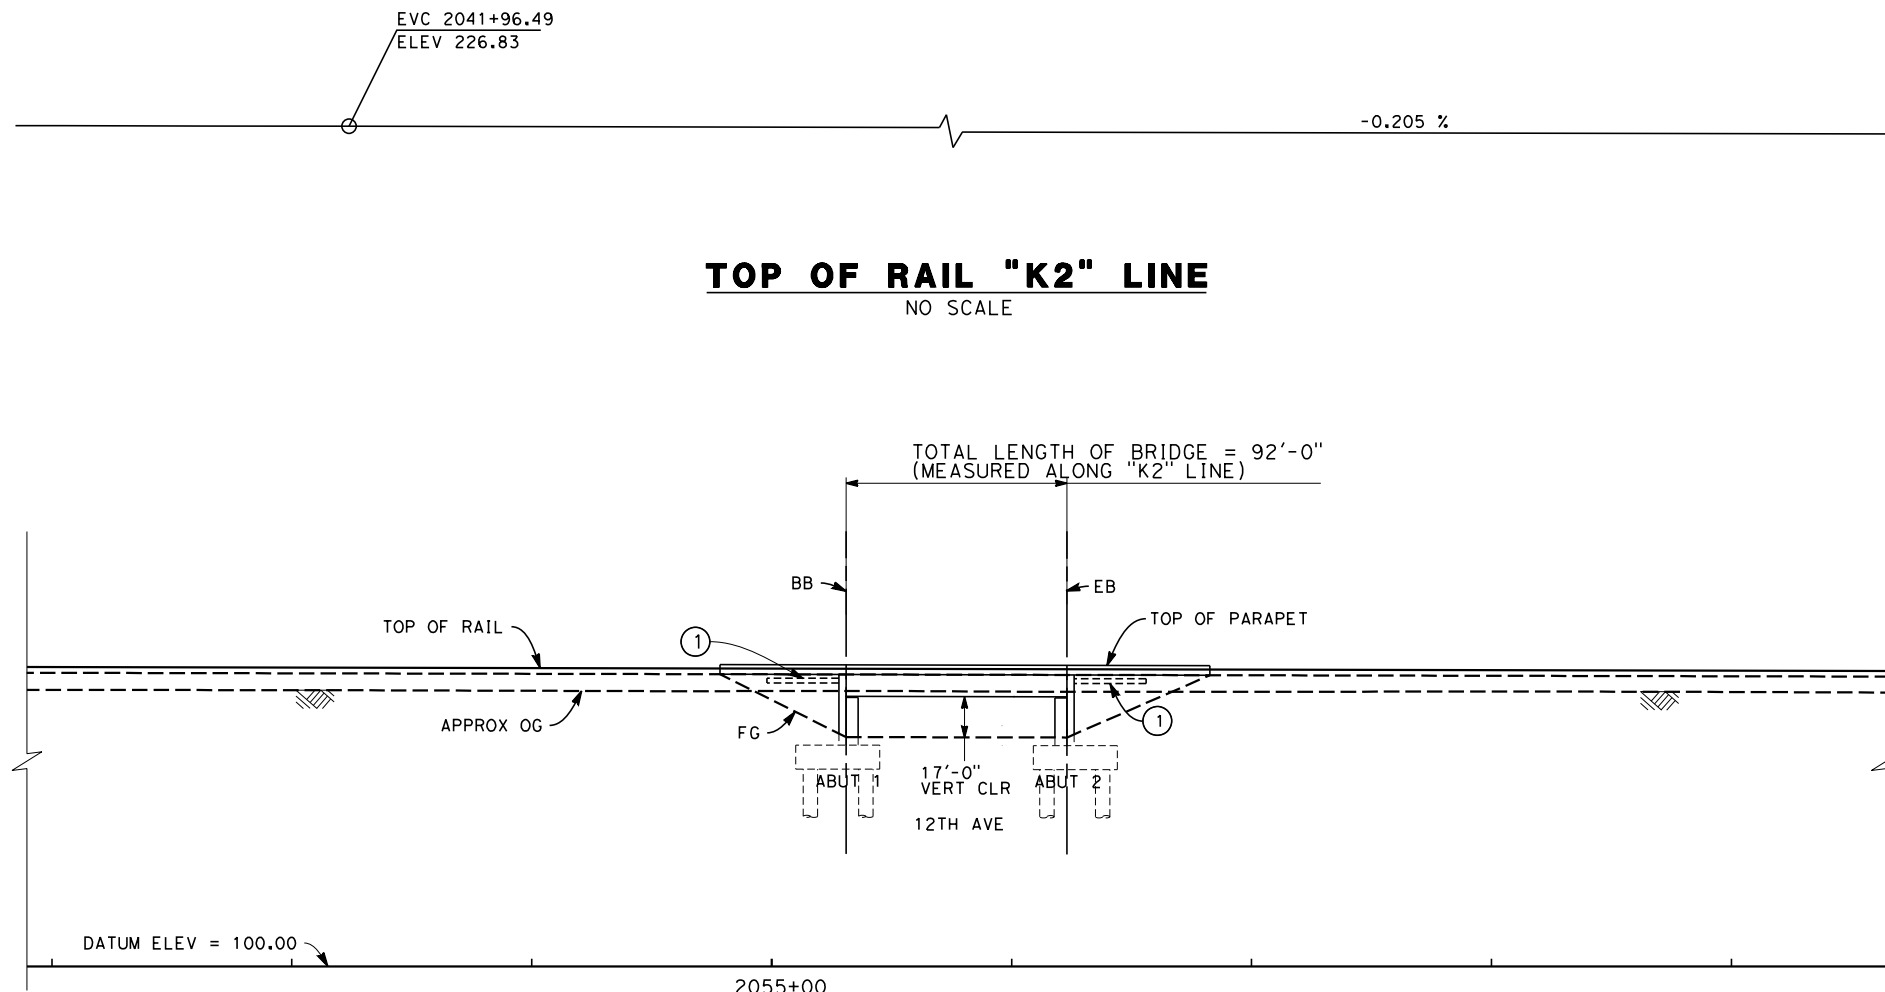 EVC 2041+96.49
ELEV 226.83
-0.205 %
TOP OF RAIL "K2" LINE
NO SCALE
TOTAL LENGTH OF BRIDGE = 92'-0"
(MEASURED ALONG "K2" LINE)
BB
EB
TOP OF RAIL
1
TOP OF PARAPET
APPROX OG
FG
1
ABUT 1
17'-0"
VERT CLR
ABUT 2
12TH AVE
DATUM ELEV = 100.00
2055+00